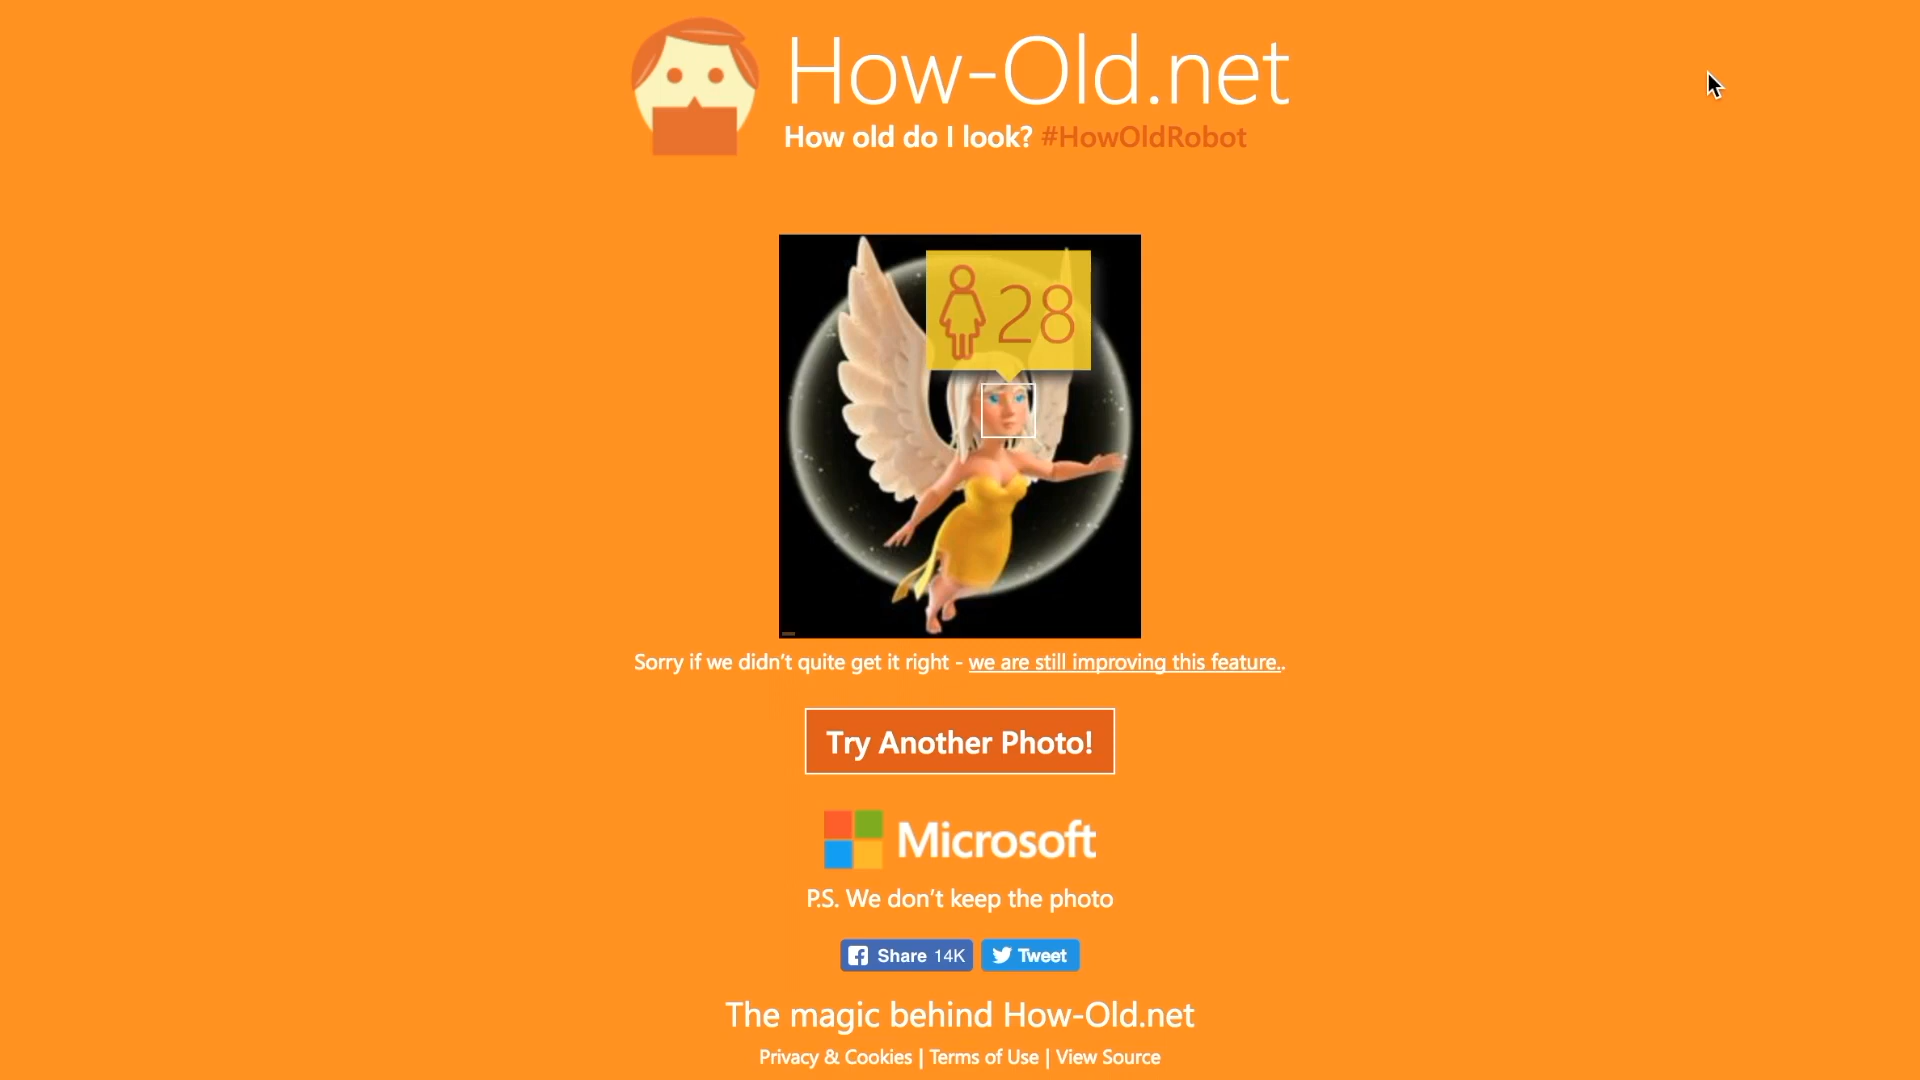 How-Old.net
How old do I look? #HowOldRobot
28
Sorry if we didn't quite get it right - we are still improving this feature..
Try Another Photo!
Microsoft
P.S. We don't keep the photo
Share 14K Tweet
The magic behind How-Old.net
Privacy & Cookies | Terms of Use | View Source